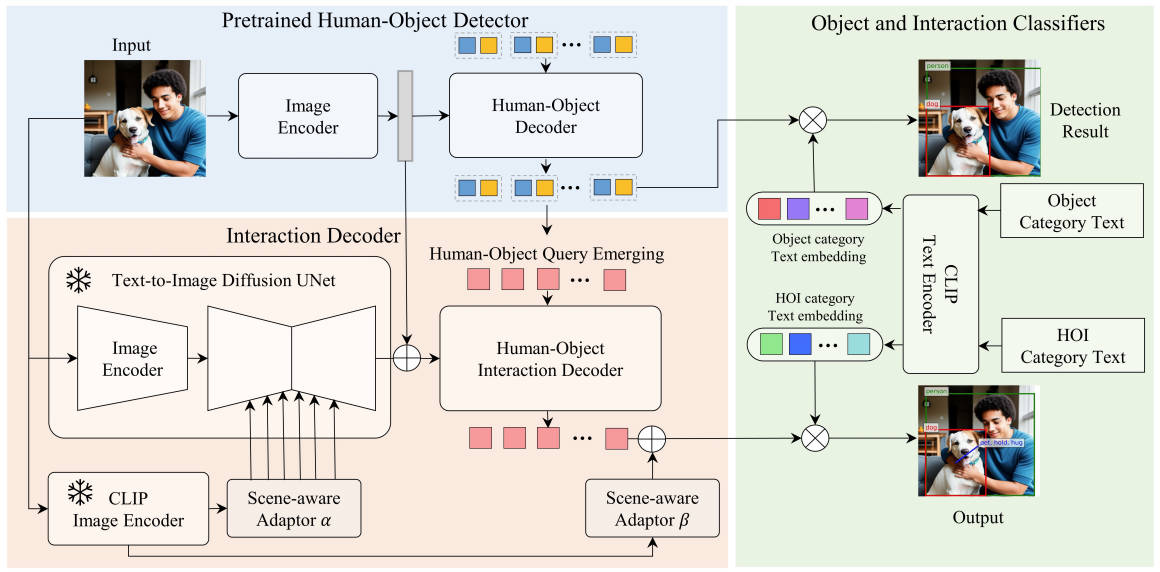 Pretrained Human-Object Detector
Input
Image
Encoder
Human-Object
Decoder
Interaction Decoder
Human-Object Query Emerging
Text-to-Image Diffusion UNet
Image
Encoder
Human-Object
Interaction Decoder
CLIP
Image Encoder
Scene-aware
Adaptor α
Scene-aware
Adaptor β
Object and Interaction Classifiers
person
dog
Detection
Result
Object category
Text embedding
CLIP
Text Encoder
Object
Category Text
HOI category
Text embedding
HOI
Category Text
person
dog
pet, hold, hug
Output